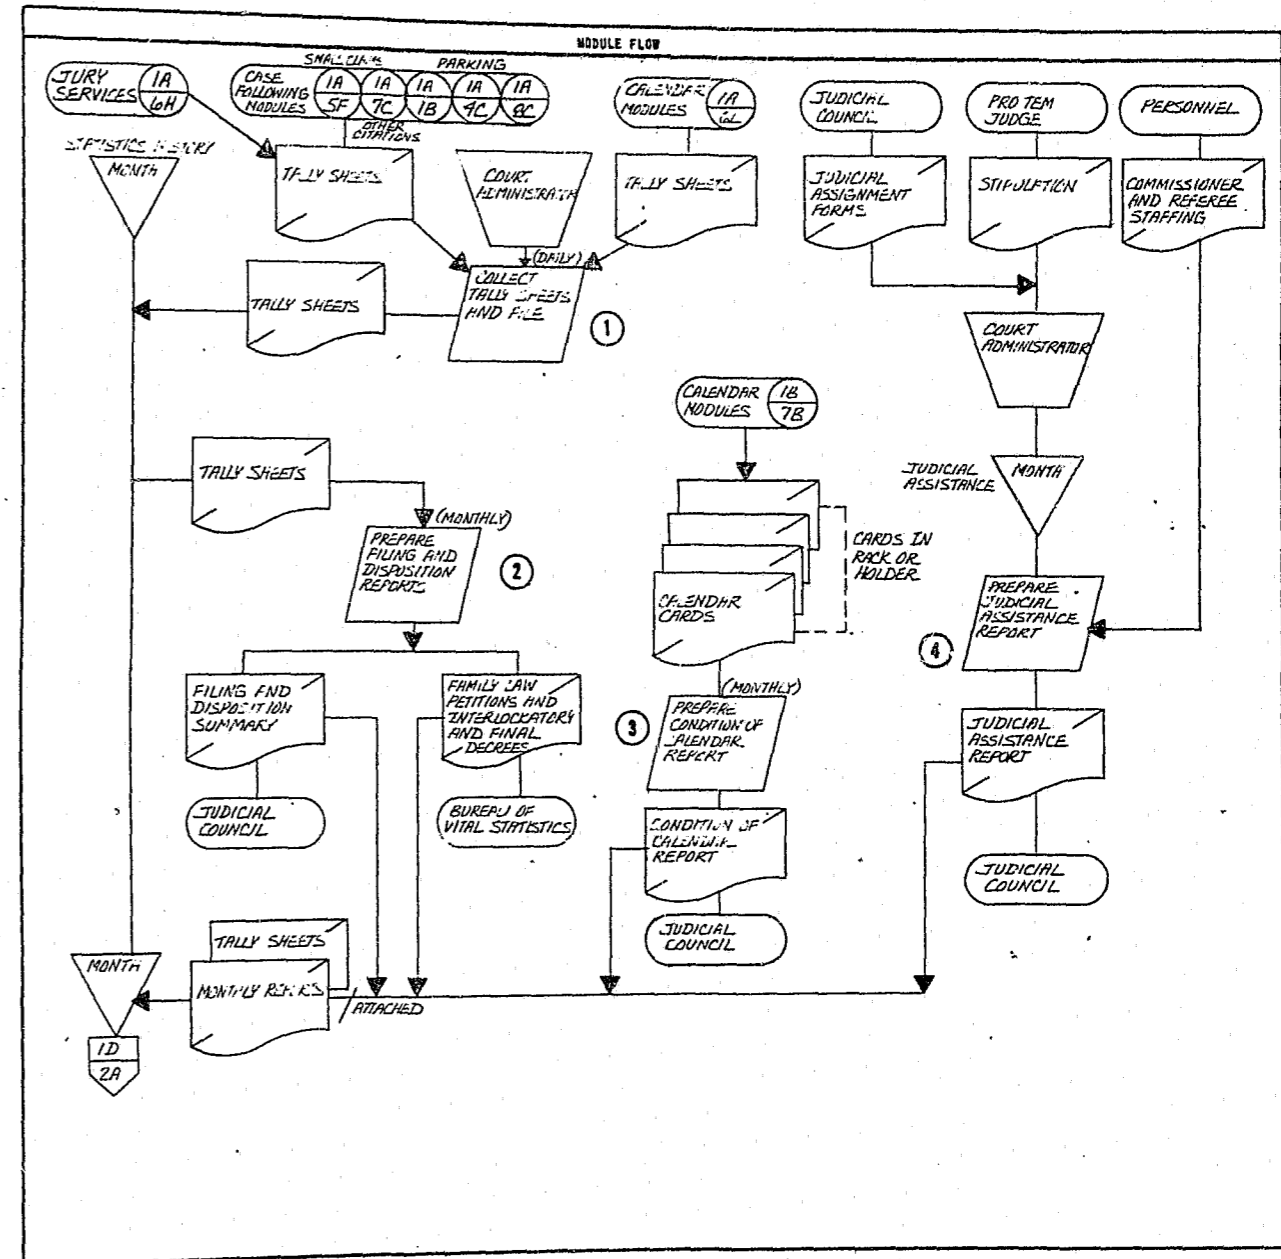 MODULE FLOW
JURY
SERVICES
1A
6H
CASE
FOLLOWING
MODULES
PARKING
1A
5F
1A
7C
1A
1B
1A
4C
1A
8C
OTHER
CITATIONS
CALENDAR
MODULES
1A
JUDICIAL
COUNCIL
PRO TEM
JUDGE
PERSONNEL
STATISTICS HISTORY
MONTH
TALLY SHEETS
COURT
ADMINISTRATOR
TALLY SHEETS
JUDICIAL
ASSIGNMENT
FORMS
STIPULATION
COMMISSIONER
AND REFEREE
STAFFING
(DAILY)
COLLECT
TALLY SHEETS
AND FILE
TALLY SHEETS
1
COURT
ADMINISTRATOR
CALENDAR
MODULES
1B
7B
TALLY SHEETS
(MONTHLY)
PREPARE
FILING AND
DISPOSITION
REPORTS
2
CARDS IN
RACK OR
HOLDER
CALENDAR
CARDS
JUDICIAL
ASSISTANCE
MONTH
PREPARE
JUDICIAL
ASSISTANCE
REPORT
4
FILING AND
DISPOSITION
SUMMARY
FAMILY LAW
PETITIONS AND
INTERLOCKATORY
AND FINAL
DECREES
(MONTHLY)
PREPARE
CONDITION OF
CALENDAR
REPORT
3
JUDICIAL
ASSISTANCE
REPORT
JUDICIAL
COUNCIL
BUREAU OF
VITAL STATISTICS
CONDITION OF
CALENDAR
REPORT
JUDICIAL
COUNCIL
JUDICIAL
COUNCIL
TALLY SHEETS
MONTH
MONTHLY REPORTS
ATTACHED
1D
2A